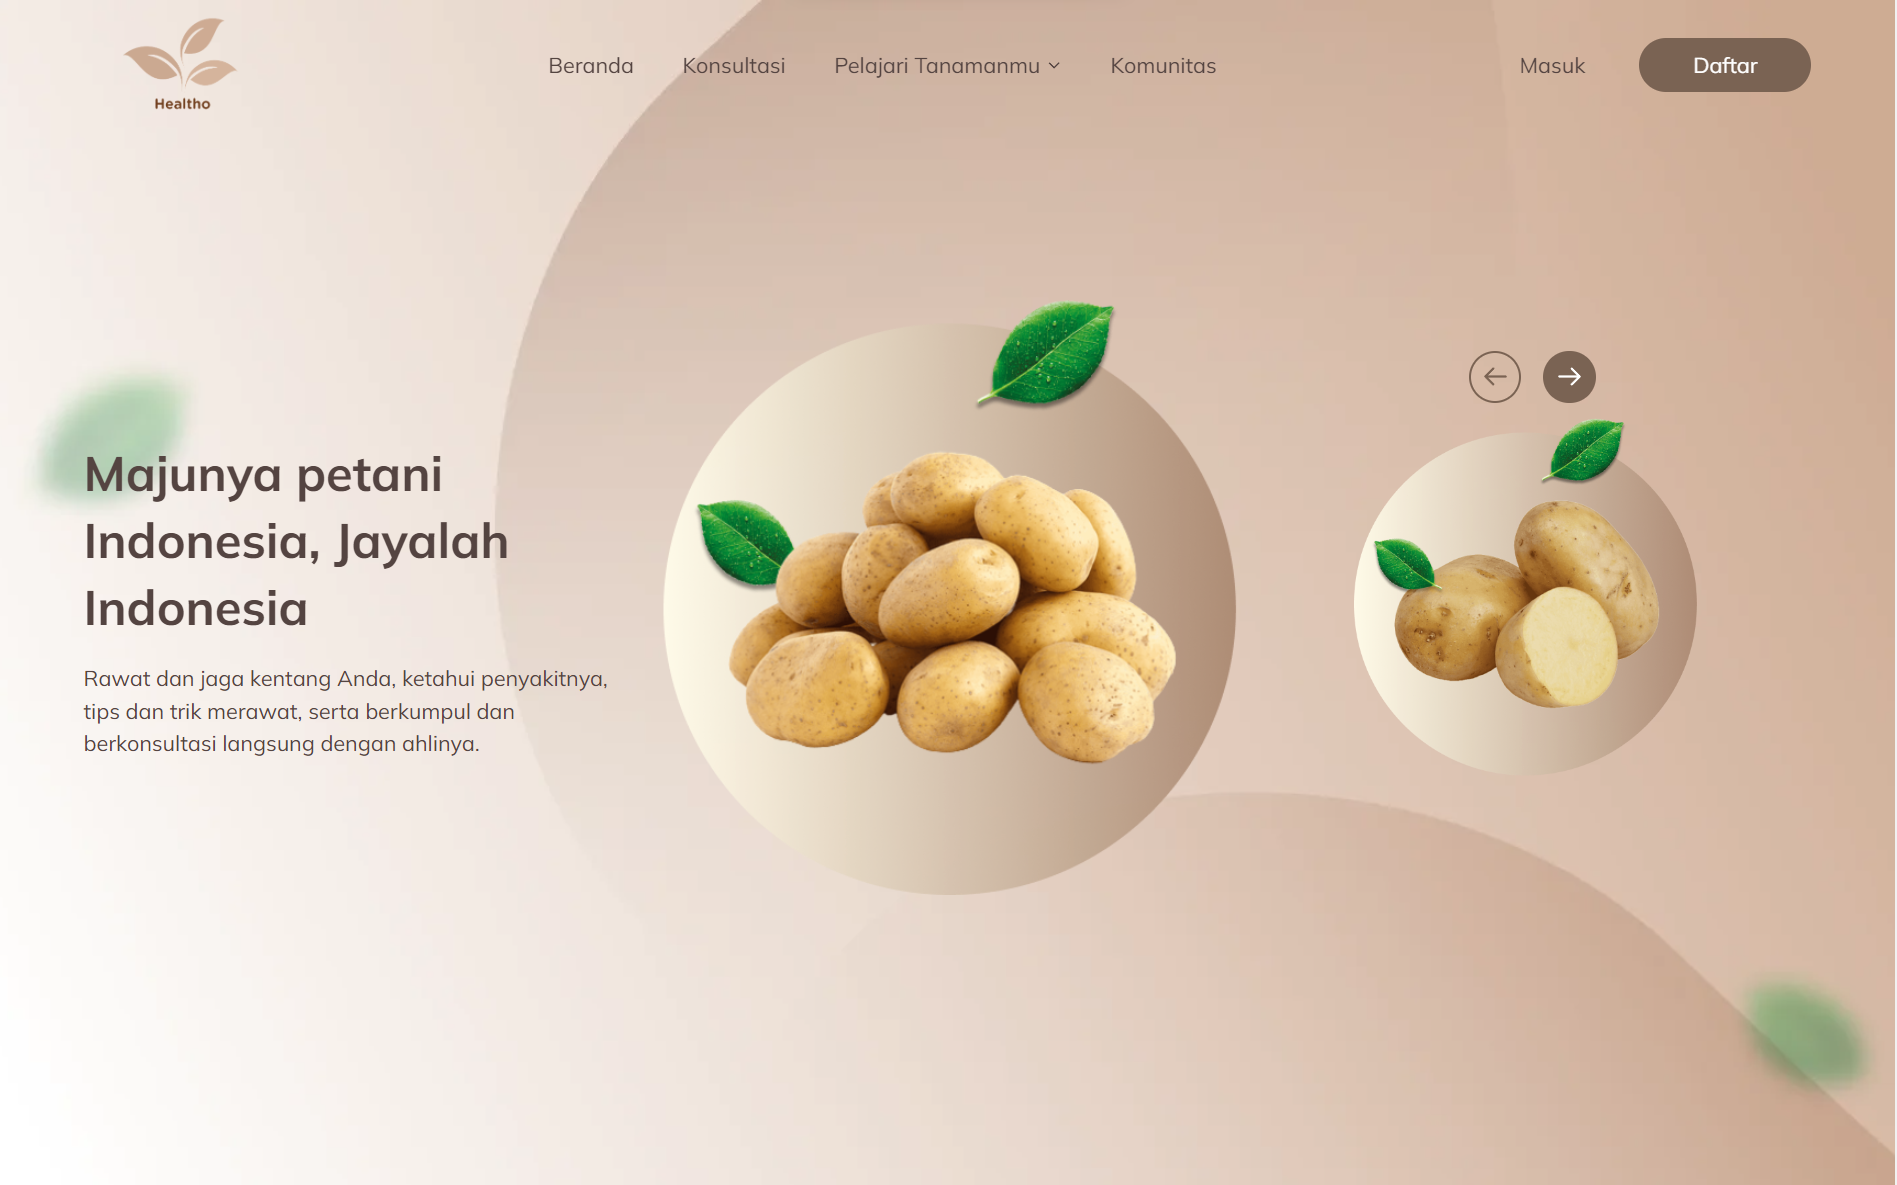 Healtho
Beranda
Konsultasi
Pelajari Tanamanmu
Komunitas
Masuk
Daftar
Majunya petani
Indonesia, Jayalah
Indonesia
Rawat dan jaga kentang Anda, ketahui penyakitnya,
tips dan trik merawat, serta berkumpul dan
berkonsultasi langsung dengan ahlinya.